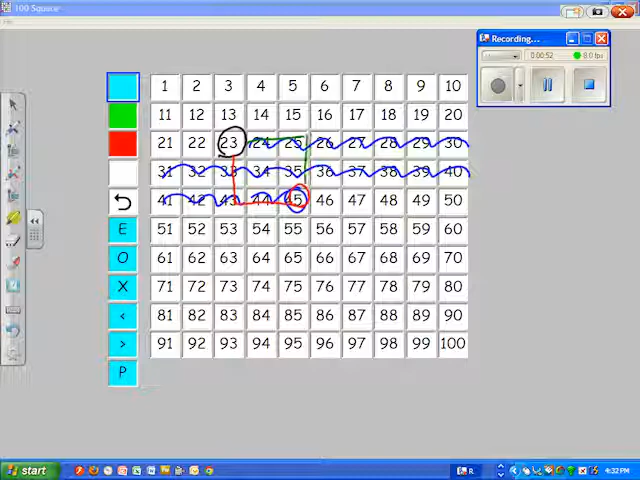 100 Square
Recording...
0:00:52
8.0 fps
1 2 3 4 5 6 7 8 9 10
11 12 13 14 15 16 17 18 19 20
21 22 23 24 25 26 27 28 29 30
31 32 33 34 35 36 37 38 39 40
41 42 43 44 45 46 47 48 49 50
E 51 52 53 54 55 56 57 58 59 60
O 61 62 63 64 65 66 67 68 69 70
X 71 72 73 74 75 76 77 78 79 80
< 81 82 83 84 85 86 87 88 89 90
> 91 92 93 94 95 96 97 98 99 100
P
start
R
4:32 PM